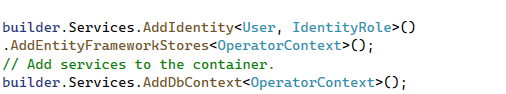 builder.Services.AddIdentity<User, IdentityRole>()
.AddEntityFrameworkStores<OperatorContext>();
// Add services to the container.
builder.Services.AddDbContext<OperatorContext>();